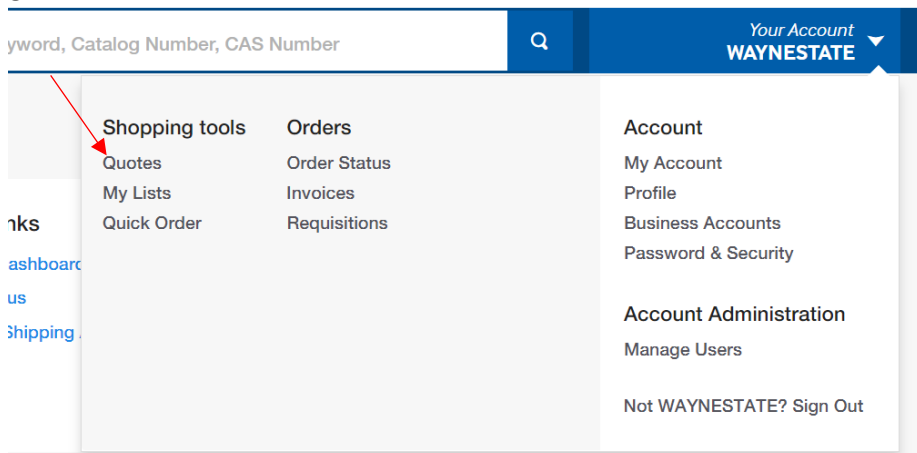 yword, Catalog Number, CAS Number
Your Account
WAYNESTATE
Shopping tools
Quotes
My Lists
Quick Order
Orders
Order Status
Invoices
Requisitions
Account
My Account
Profile
Business Accounts
Password & Security
Account Administration
Manage Users
Not WAYNESTATE? Sign Out
nks
ashboard
us
Shipping